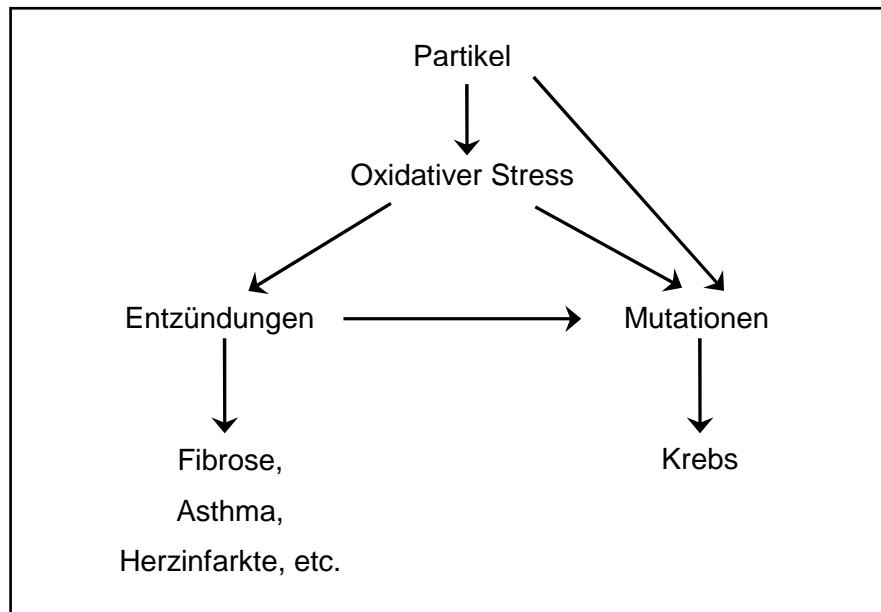 Partikel
Oxidativer Stress
Entzündungen
Mutationen
Fibrose,
Asthma,
Herzinfarkte, etc.
Krebs